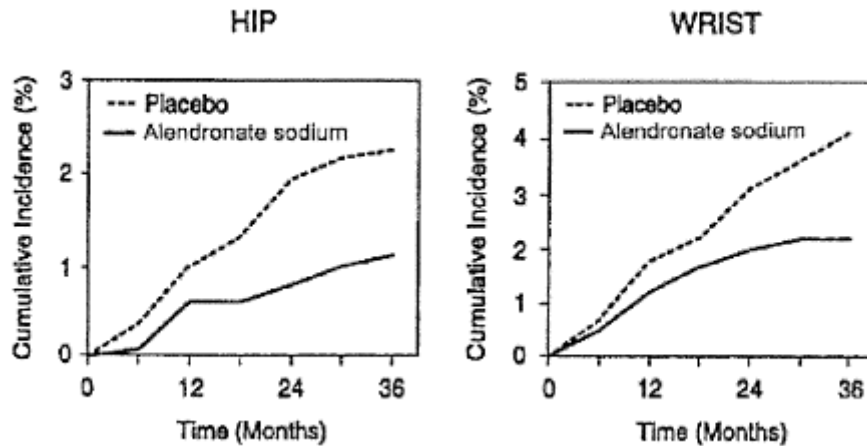 HIP
Cumulative Incidence (%)
3
2
1
0
Placebo
Alendronate sodium
0
12
24
36
Time (Months)
WRIST
Cumulative Incidence (%)
5
4
3
2
1
0
Placebo
Alendronate sodium
0
12
24
36
Time (Months)